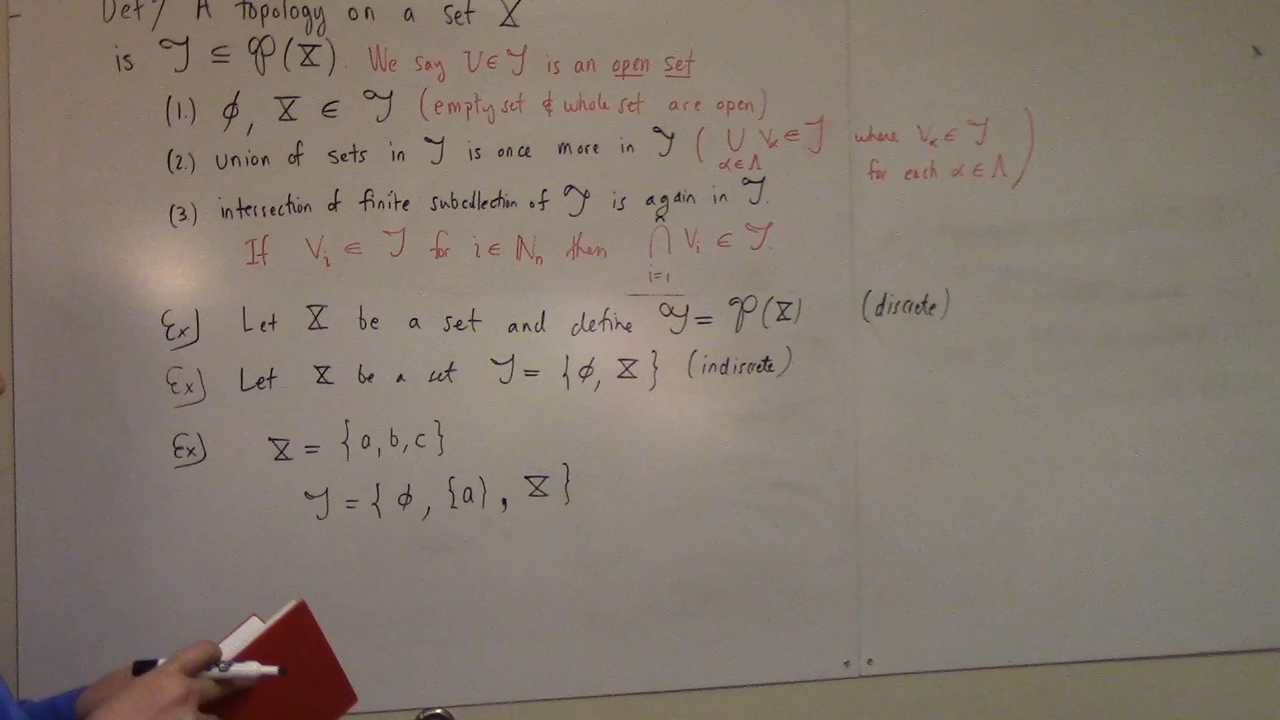 Def) A topology on a set X
is 𝒯 ⊆ 𝒫(X). We say U ∈ 𝒯 is an open set
(1.) ϕ, X ∈ 𝒯 (empty set & whole set are open)
(2.) union of sets in 𝒯 is once more in 𝒯 ( ∪_{α∈Λ} V_α ∈ 𝒯 where V_α ∈ 𝒯 for each α ∈ Λ )
(3.) intersection of finite subcollection of 𝒯 is again in 𝒯.
If V_i ∈ 𝒯 for i ∈ ℕ_n then ∩_{i=1}^{n} V_i ∈ 𝒯.
Ex) Let X be a set and define 𝒯 = 𝒫(X) (discrete)
Ex) Let X be a set 𝒯 = {ϕ, X} (indiscrete)
Ex) X = {a, b, c}
𝒯 = {ϕ, {a}, X}